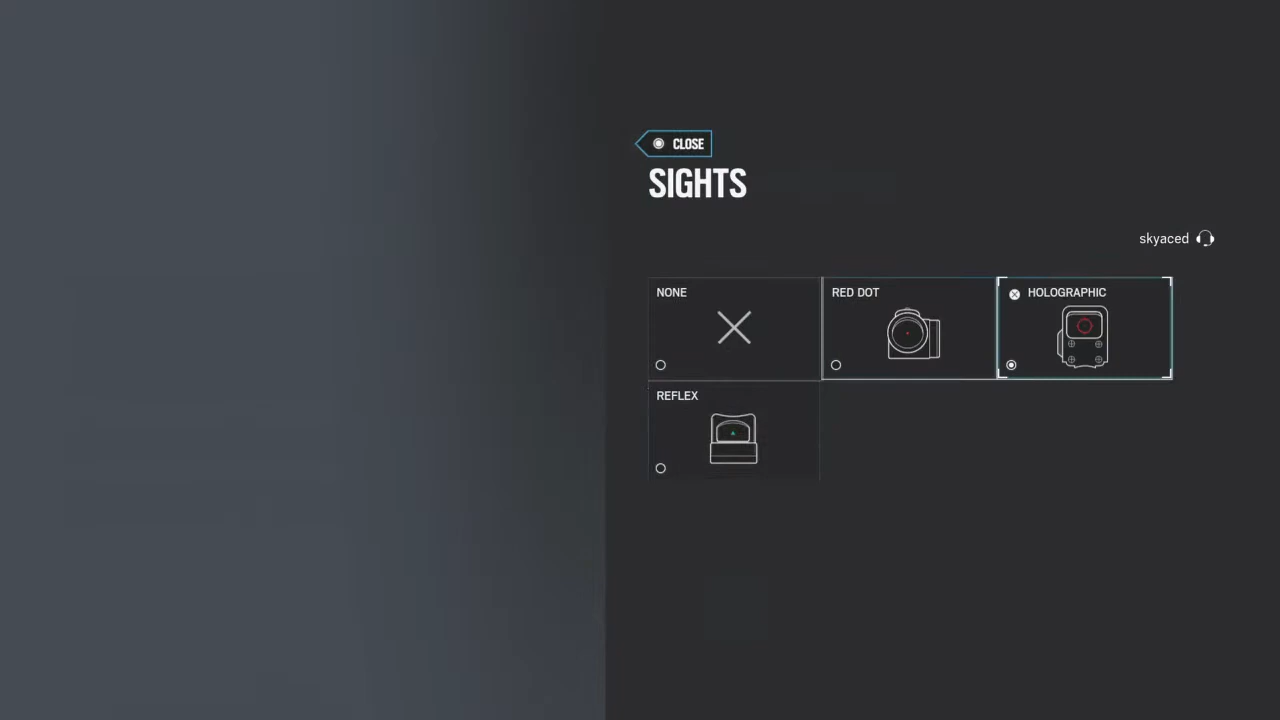 CLOSE
SIGHTS
skyaced
NONE
RED DOT
HOLOGRAPHIC
REFLEX